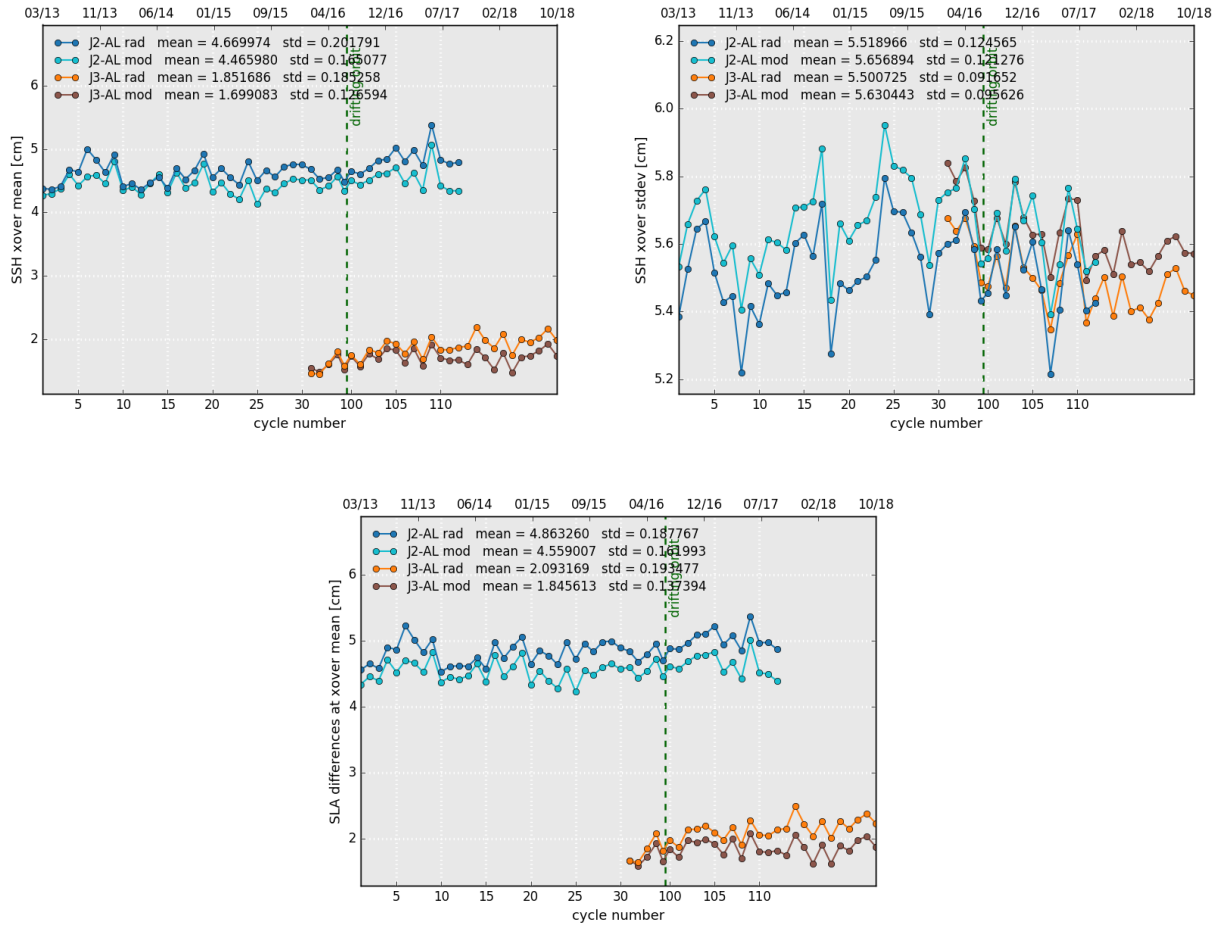 03/13 11/13 06/14 01/15 09/15 04/16 12/16 07/17 02/18 10/18
J2-AL rad mean = 4.669974 std = 0.201791
J2-AL mod mean = 4.465980 std = 0.165077
J3-AL rad mean = 1.851686 std = 0.185258
J3-AL mod mean = 1.699083 std = 0.126594
drifting orbit
SSH xover mean [cm]
6
5
4
3
2
5 10 15 20 25 30 100 105 110
cycle number
03/13 11/13 06/14 01/15 09/15 04/16 12/16 07/17 02/18 10/18
J2-AL rad mean = 5.518966 std = 0.124565
J2-AL mod mean = 5.656894 std = 0.121276
J3-AL rad mean = 5.500725 std = 0.091652
J3-AL mod mean = 5.630443 std = 0.095626
drifting orbit
SSH xover stdev [cm]
6.2
6.0
5.8
5.6
5.4
5.2
5 10 15 20 25 30 100 105 110
cycle number
03/13 11/13 06/14 01/15 09/15 04/16 12/16 07/17 02/18 10/18
J2-AL rad mean = 4.863260 std = 0.187767
J2-AL mod mean = 4.559007 std = 0.161993
J3-AL rad mean = 2.093169 std = 0.193477
J3-AL mod mean = 1.845613 std = 0.137394
drifting orbit
SLA differences at xover mean [cm]
6
5
4
3
2
5 10 15 20 25 30 100 105 110
cycle number